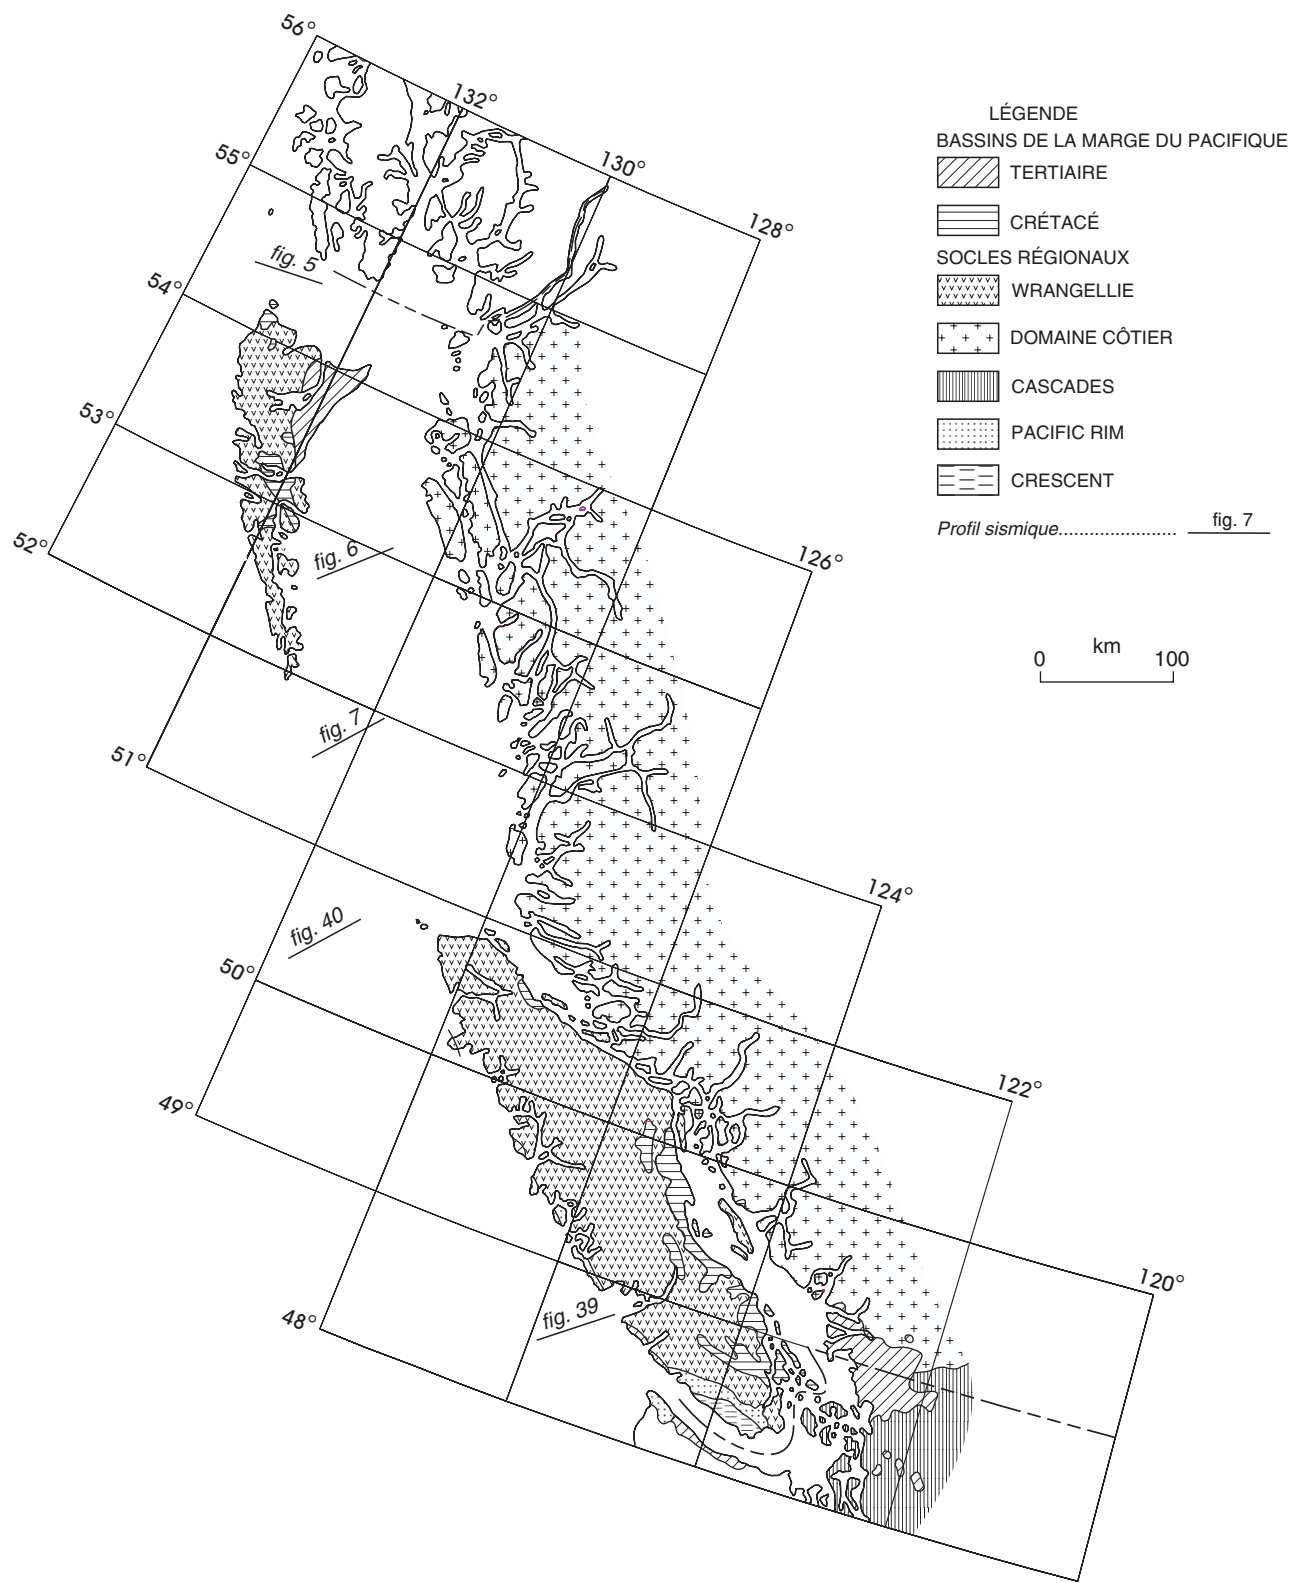 56°
132°
130°
55°
128°
fig. 5
54°
53°
52°
fig. 6
126°
fig. 7
51°
124°
fig. 40
50°
122°
49°
120°
fig. 39
48°
LÉGENDE
BASSINS DE LA MARGE DU PACIFIQUE
TERTIAIRE
CRÉTACÉ
SOCLES RÉGIONAUX
WRANGELLIE
DOMAINE CÔTIER
CASCADES
PACIFIC RIM
CRESCENT
Profil sismique....................... fig. 7
km
0 100